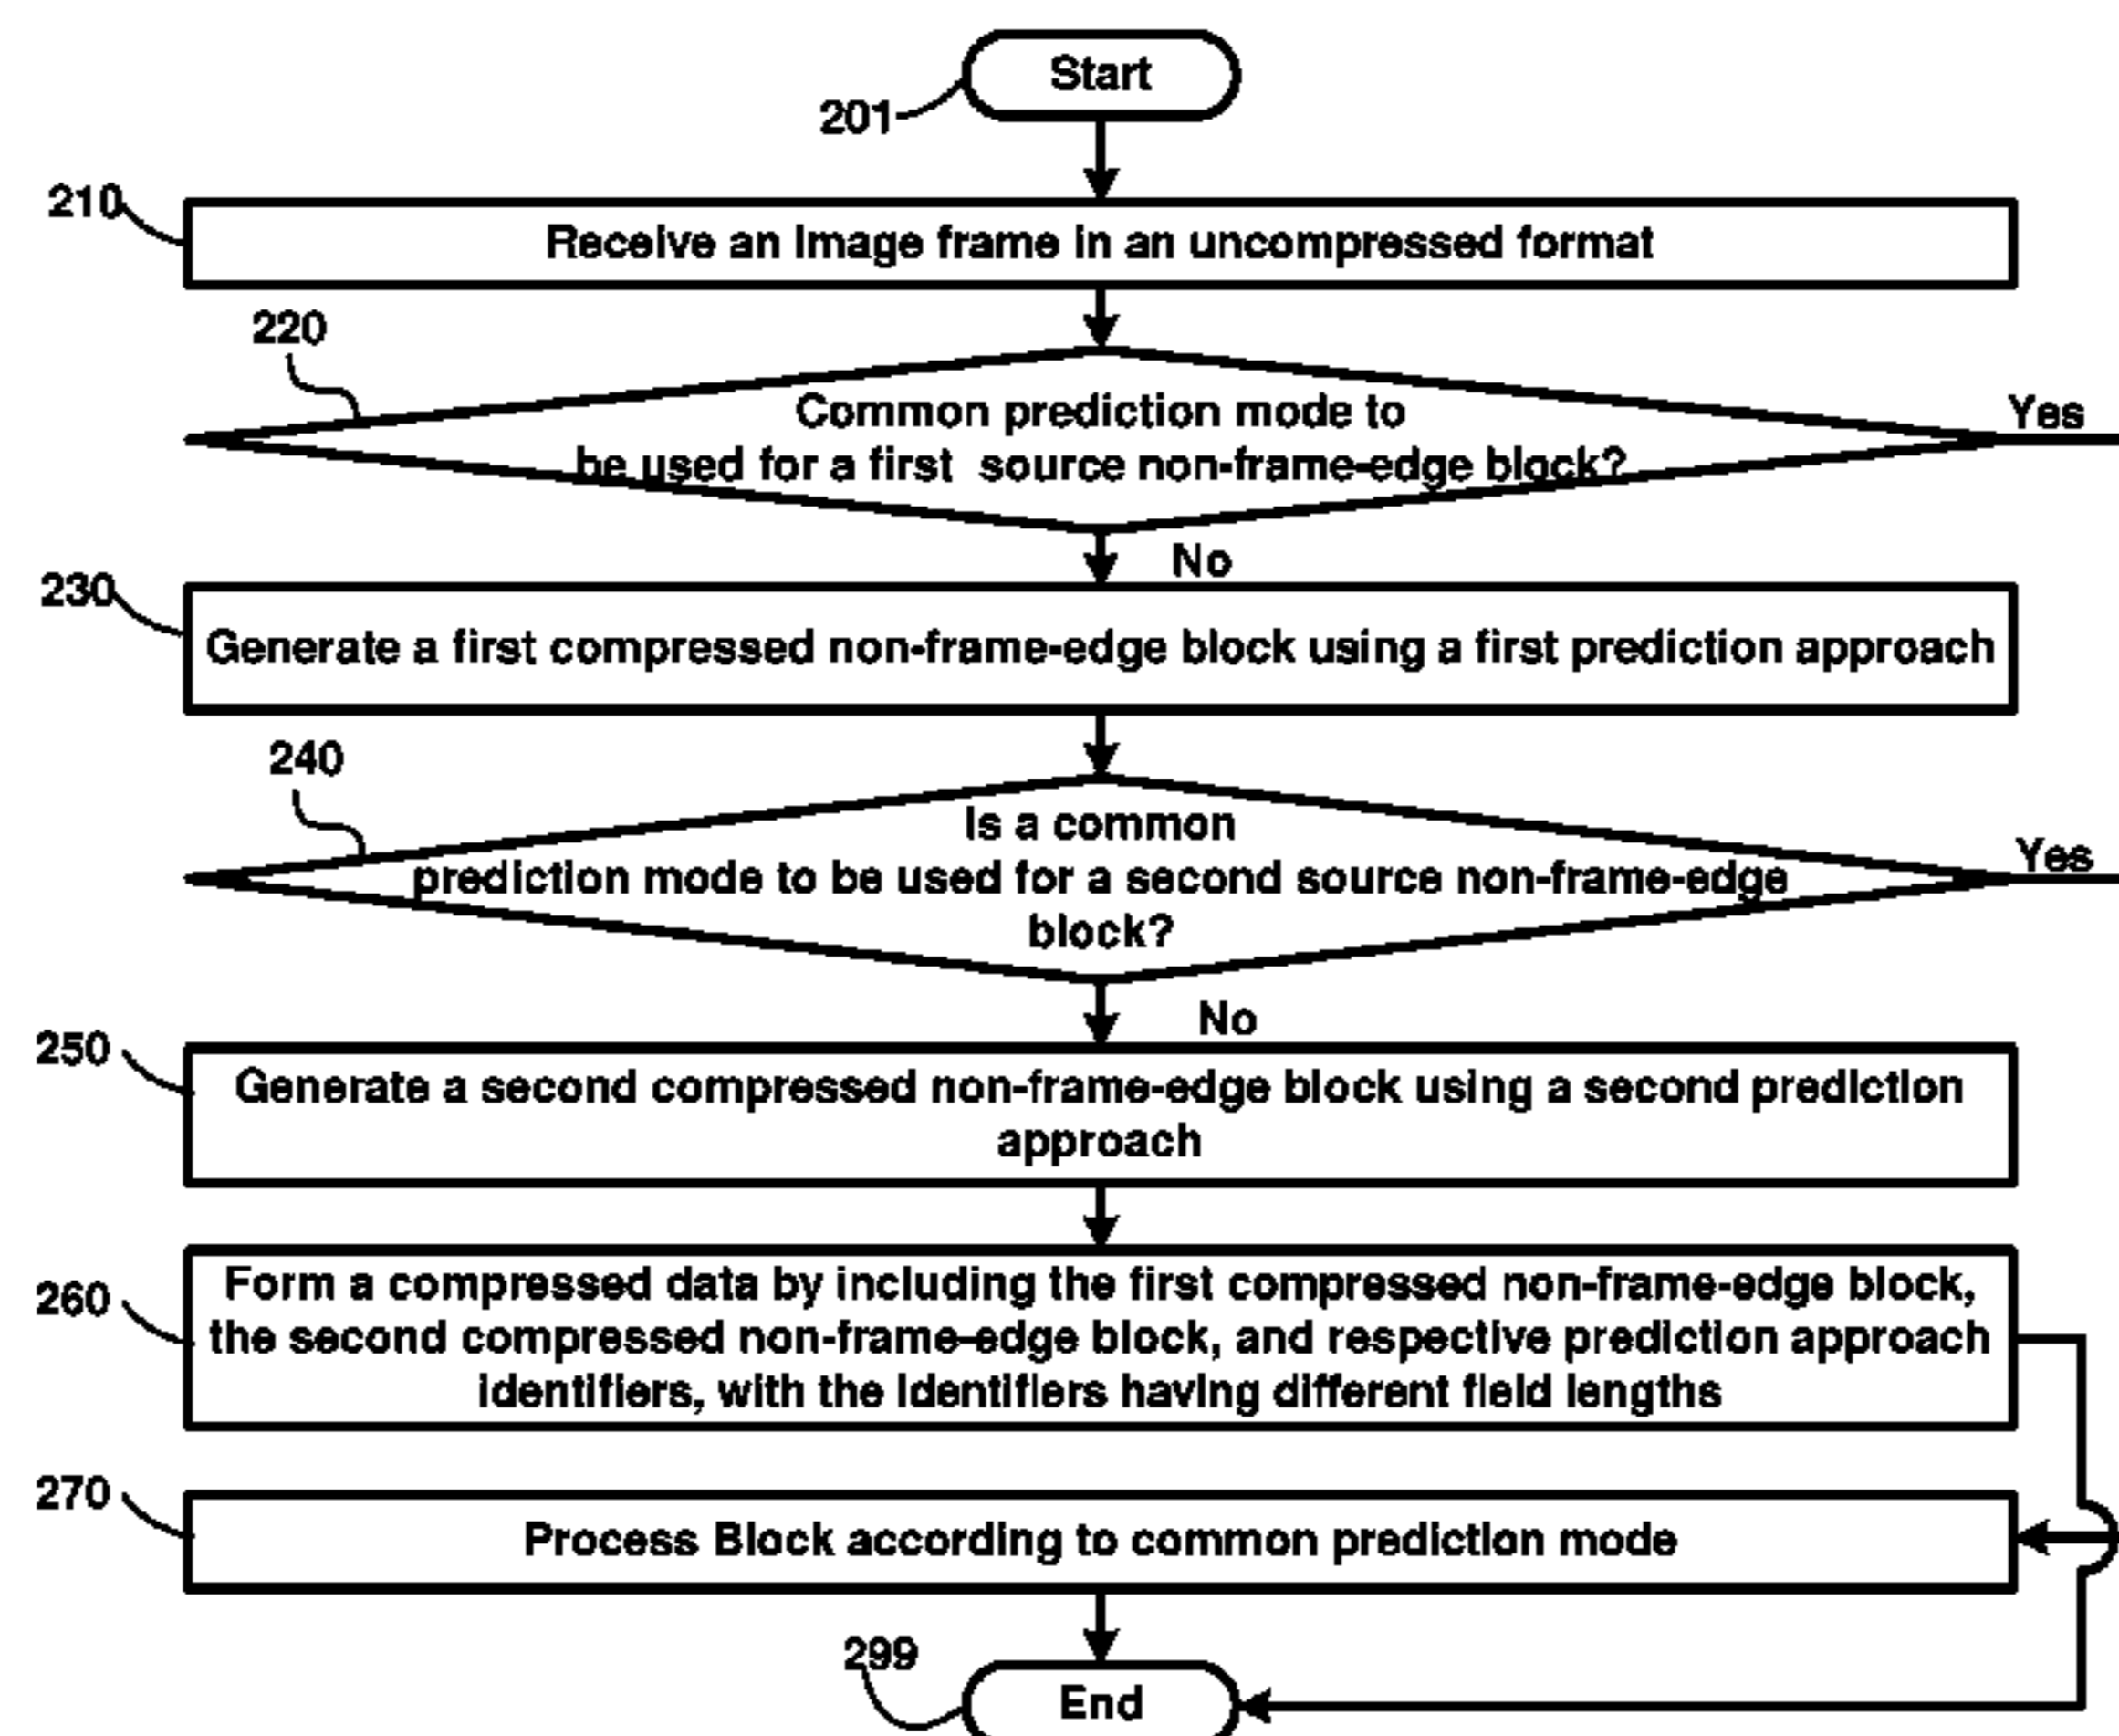 Start
201
210
Receive an image frame in an uncompressed format
220
Common prediction mode to
be used for a first source non-frame-edge block?
Yes
No
230
Generate a first compressed non-frame-edge block using a first prediction approach
240
Is a common
prediction mode to be used for a second source non-frame-edge
block?
Yes
No
250
Generate a second compressed non-frame-edge block using a second prediction
approach
260
Form a compressed data by including the first compressed non-frame-edge block,
the second compressed non-frame-edge block, and respective prediction approach
identifiers, with the identifiers having different field lengths
270
Process Block according to common prediction mode
299
End